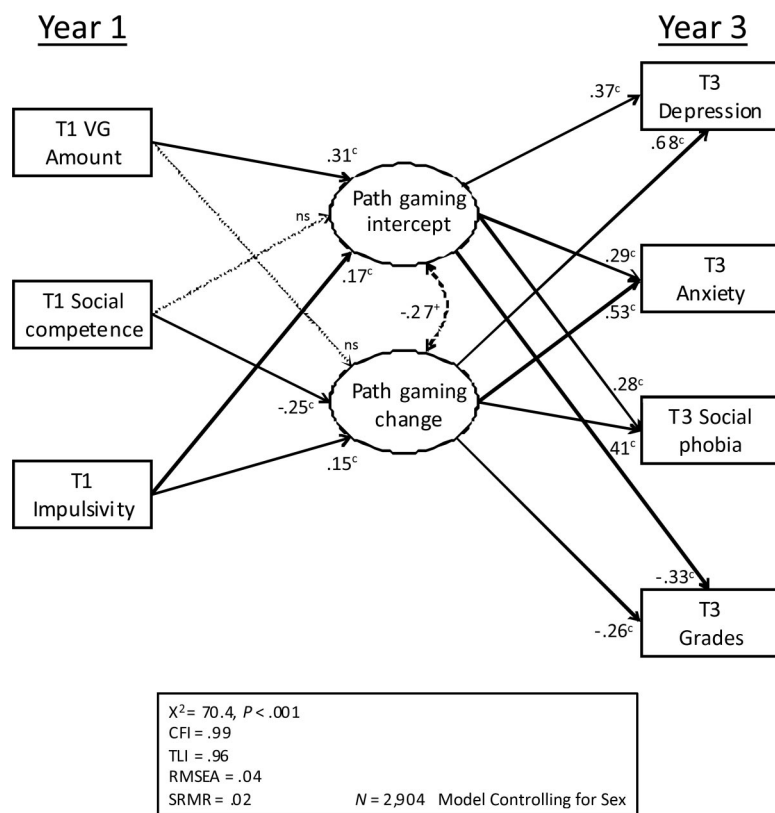 Year 1
Year 3
T1 VG
Amount
T1 Social
competence
T1
Impulsivity
.31ᶜ
ns
.17ᶜ
Path gaming
intercept
-.27⁺
ns
-.25ᶜ
.15ᶜ
Path gaming
change
.37ᶜ
.68ᶜ
.29ᶜ
.53ᶜ
.28ᶜ
.41ᶜ
-.33ᶜ
-.26ᶜ
T3
Depression
T3
Anxiety
T3 Social
phobia
T3
Grades
X² = 70.4, P < .001
CFI = .99
TLI = .96
RMSEA = .04
SRMR = .02 N = 2,904 Model Controlling for Sex